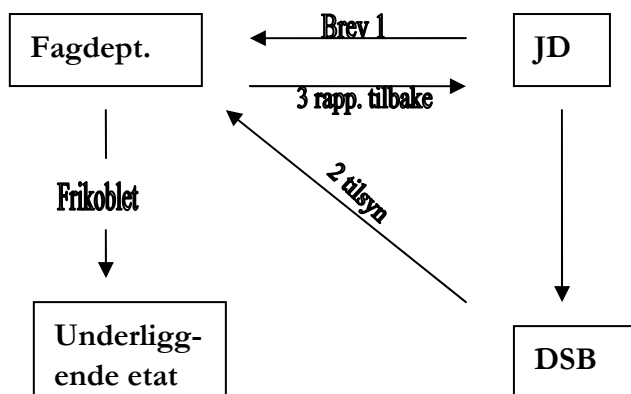 Brev 1
Fagdept.
JD
3 rapp. tilbake
2 tilsyn
Frikoblet
Underligg-
ende etat
DSB